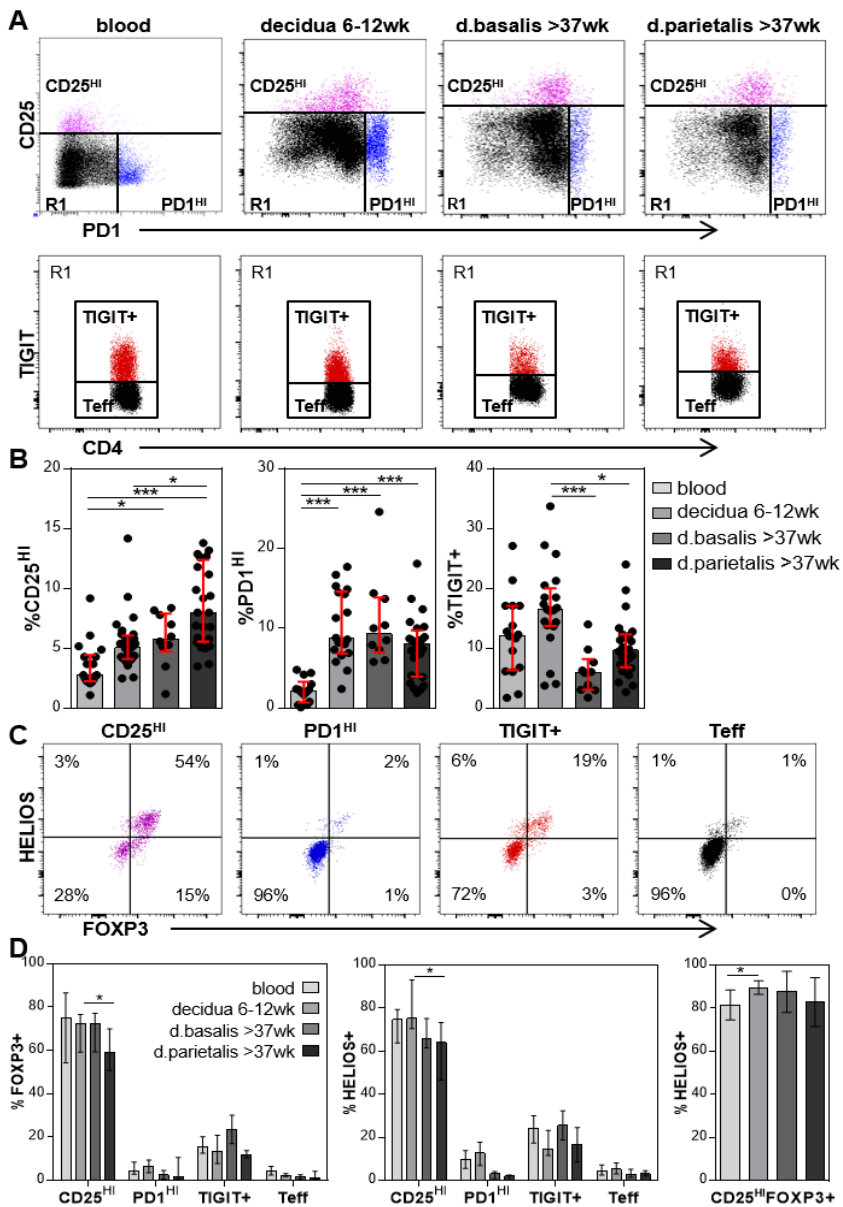 A
blood
decidua 6-12wk
d.basalis >37wk
d.parietalis >37wk
CD25
CD25HI
CD25HI
CD25HI
CD25HI
R1
PD1HI
R1
PD1HI
R1
PD1HI
R1
PD1HI
PD1
TIGIT
R1
R1
R1
R1
TIGIT+
TIGIT+
TIGIT+
TIGIT+
Teff
Teff
Teff
Teff
CD4
B
%CD25HI
20
15
10
5
0
*
***
*
%PD1HI
30
20
10
0
***
***
***
%TIGIT+
40
30
20
10
0
*
***
blood
decidua 6-12wk
d.basalis >37wk
d.parietalis >37wk
C
CD25HI
PD1HI
TIGIT+
Teff
HELIOS
3%
54%
1%
2%
6%
19%
1%
1%
28%
15%
96%
1%
72%
3%
96%
0%
FOXP3
D
% FOXP3+
100
80
60
40
20
0
*
blood
decidua 6-12wk
d.basalis >37wk
d.parietalis >37wk
CD25HI
PD1HI
TIGIT+
Teff
% HELIOS+
100
80
60
40
20
0
*
CD25HI
PD1HI
TIGIT+
Teff
% HELIOS+
100
80
60
40
20
0
*
CD25HIFOXP3+